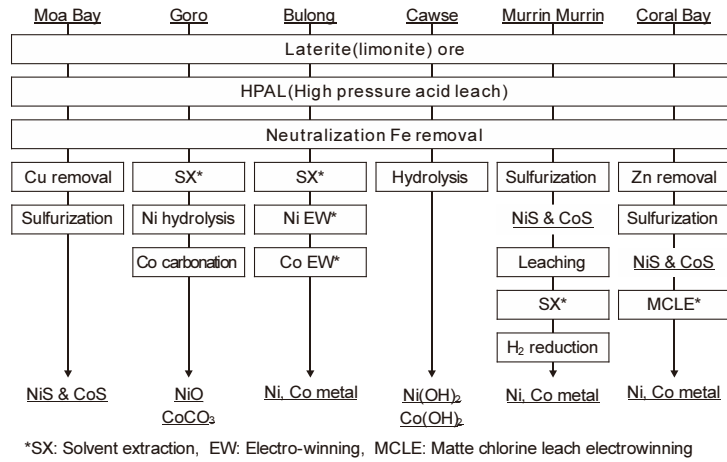 Moa Bay Goro Bulong Cawse Murrin Murrin Coral Bay
Laterite(limonite) ore
HPAL(High pressure acid leach)
Neutralization Fe removal
Cu removal SX* SX* Hydrolysis Sulfurization Zn removal
Sulfurization Ni hydrolysis Ni EW* NiS & CoS Sulfurization
Co carbonation Co EW* Leaching NiS & CoS
SX* MCLE*
H₂ reduction
NiS & CoS NiO Ni, Co metal Ni(OH)₂ Ni, Co metal Ni, Co metal
CoCO₃ Co(OH)₂
*SX: Solvent extraction, EW: Electro-winning, MCLE: Matte chlorine leach electrowinning